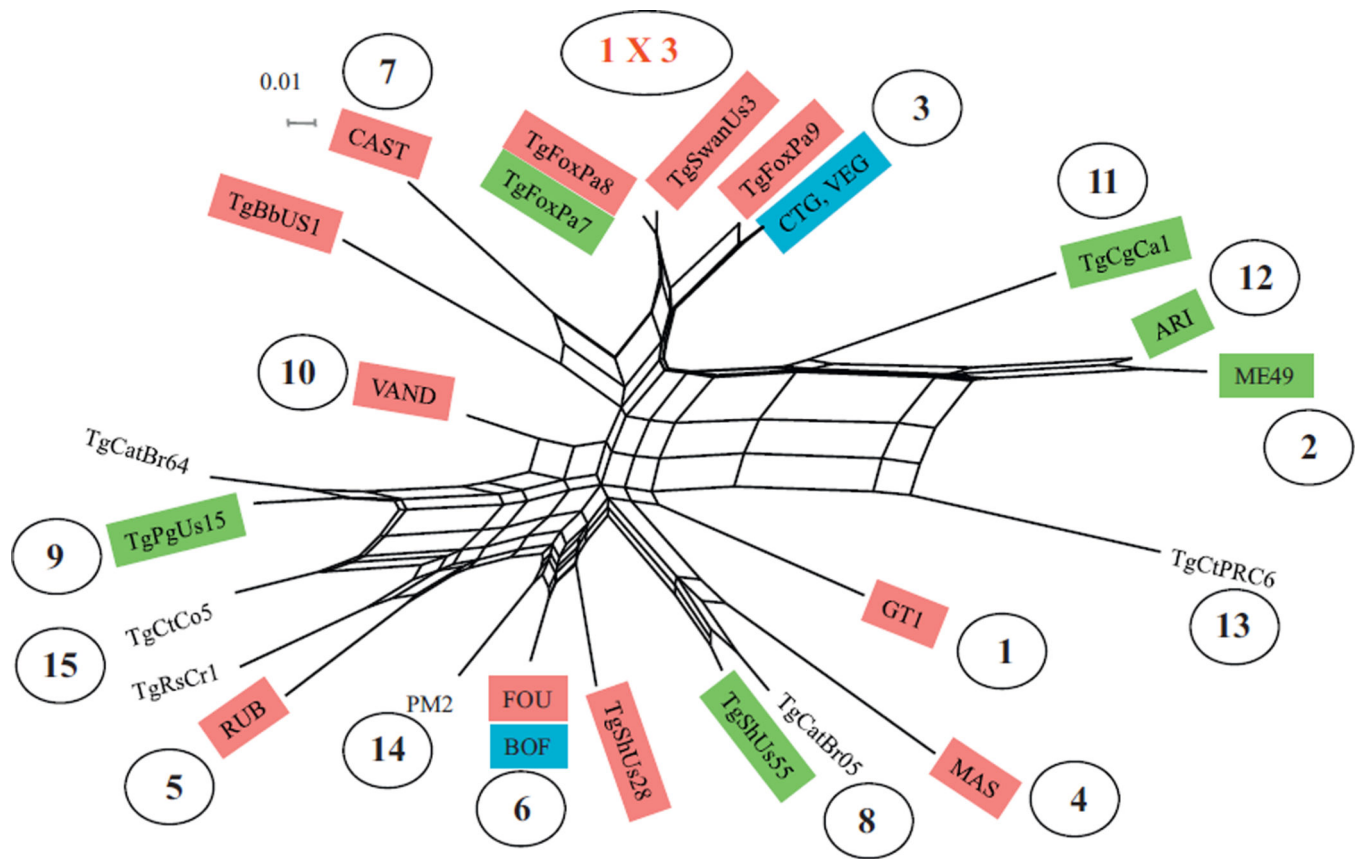 1 X 3
7
0.01
CAST
TgFoxPa8
TgFoxPa7
TgSwanUs3
TgFoxPa9
CTG, VEG
3
11
TgBbUS1
TgCgCa1
12
ARI
ME49
2
10
VAND
TgCatBr64
9
TgPgUs15
TgCtPRC6
13
GT1
1
15
TgCtCo5
TgRsCr1
RUB
5
PM2
14
FOU
BOF
6
TgShUs28
TgShUs55
TgCatBr05
8
MAS
4